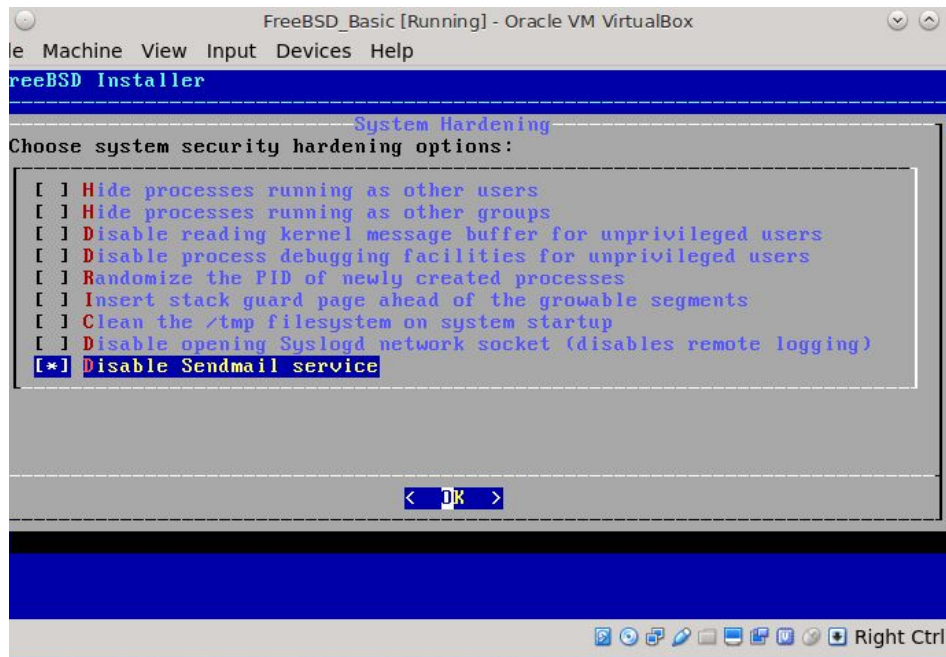 FreeBSD_Basic [Running] - Oracle VM VirtualBox
le Machine View Input Devices Help
reeBSD Installer
System Hardening
Choose system security hardening options:
[ ] Hide processes running as other users
[ ] Hide processes running as other groups
[ ] Disable reading kernel message buffer for unprivileged users
[ ] Disable process debugging facilities for unprivileged users
[ ] Randomize the PID of newly created processes
[ ] Insert stack guard page ahead of the growable segments
[ ] Clean the /tmp filesystem on system startup
[ ] Disable opening Syslogd network socket (disables remote logging)
[*] Disable Sendmail service
< OK >
Right Ctrl